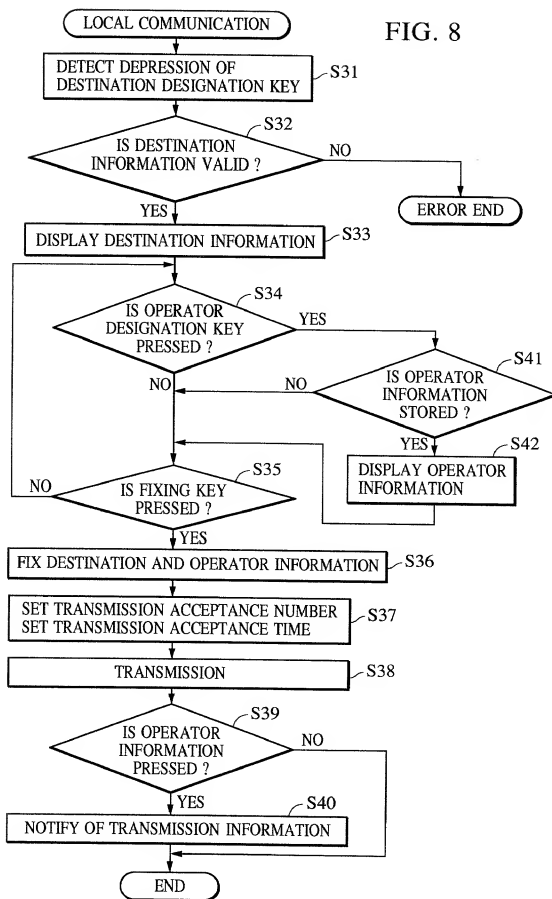 LOCAL COMMUNICATION
FIG. 8
DETECT DEPRESSION OF
DESTINATION DESIGNATION KEY
S31
S32
IS DESTINATION
INFORMATION VALID ?
NO
YES
ERROR END
DISPLAY DESTINATION INFORMATION
S33
S34
IS OPERATOR
DESIGNATION KEY
PRESSED ?
YES
NO
S41
IS OPERATOR
INFORMATION
STORED ?
NO
YES
S42
DISPLAY OPERATOR
INFORMATION
S35
IS FIXING KEY
PRESSED ?
NO
YES
FIX DESTINATION AND OPERATOR INFORMATION
S36
SET TRANSMISSION ACCEPTANCE NUMBER
SET TRANSMISSION ACCEPTANCE TIME
S37
TRANSMISSION
S38
S39
IS OPERATOR
INFORMATION
PRESSED ?
NO
YES
S40
NOTIFY OF TRANSMISSION INFORMATION
END